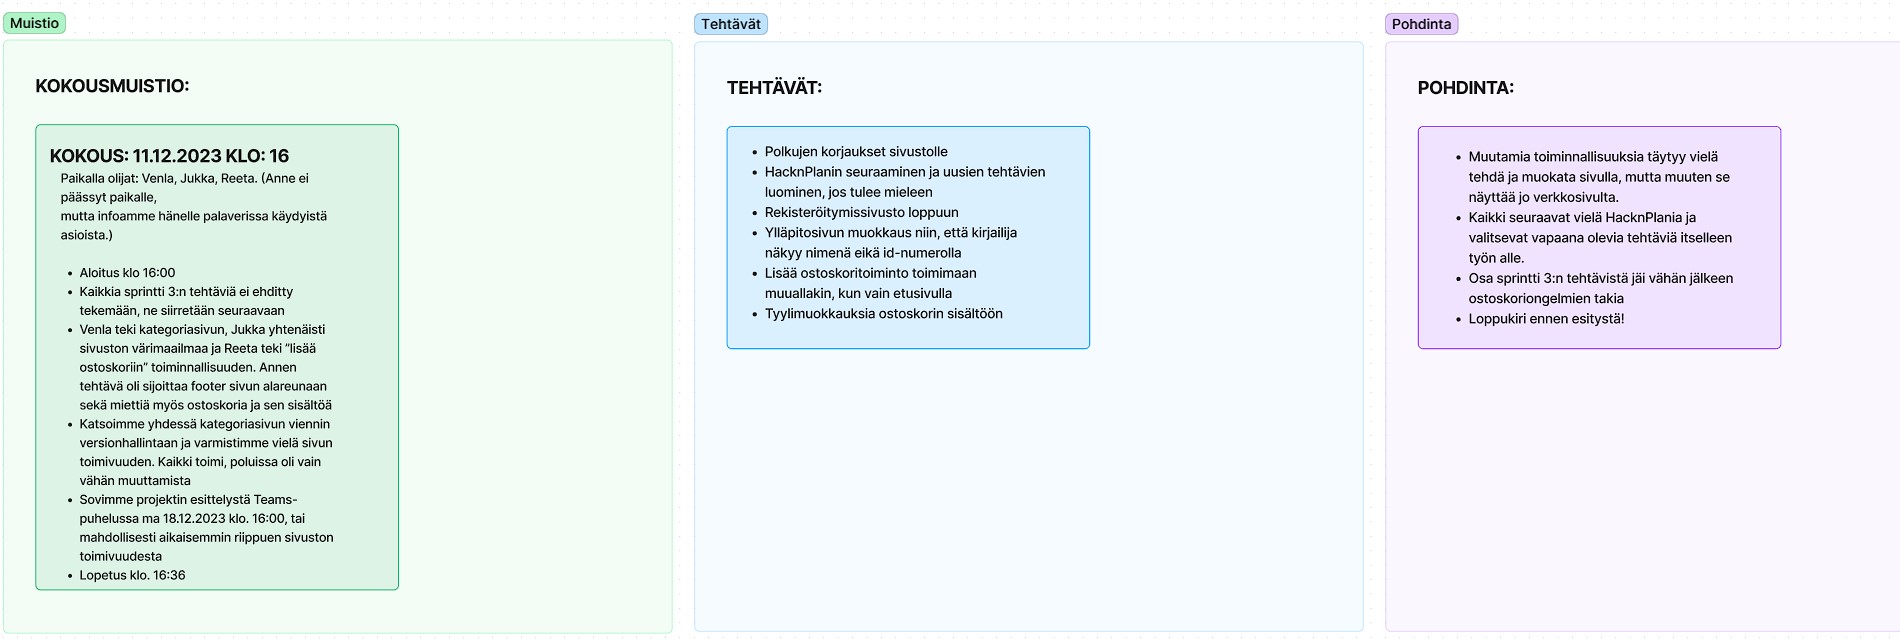 Muistio
KOKOUSMUISTIO:
KOKOUS: 11.12.2023 KLO: 16
Paikalla olijat: Venla, Jukka, Reeta. (Anne ei
päässyt paikalle,
mutta infoamme hänelle palaverissa käydyistä
asioista.)
• Aloitus klo 16:00
• Kaikkia sprintti 3:n tehtäviä ei ehditty
tekemään, ne siirretään seuraavaan
• Venla teki kategoriasivun, Jukka yhtenäisti
sivuston värimaailmaa ja Reeta teki ”lisää
ostoskoriin” toiminnallisuuden. Annen
tehtävä oli sijoittaa footer sivun alareunaan
sekä miettiä myös ostoskoria ja sen sisältöä
• Katsoimme yhdessä kategoriasivun viennin
versionhallintaan ja varmistimme vielä sivun
toimivuuden. Kaikki toimi, poluissa oli vain
vähän muuttamista
• Sovimme projektin esittelystä Teams-
puhelussa ma 18.12.2023 klo. 16:00, tai
mahdollisesti aikaisemmin riippuen sivuston
toimivuudesta
• Lopetus klo. 16:36
Tehtävät
TEHTÄVÄT:
• Polkujen korjaukset sivustolle
• HacknPlanin seuraaminen ja uusien tehtävien
luominen, jos tulee mieleen
• Rekisteröitymissivusto loppuun
• Ylläpitosivun muokkaus niin, että kirjailija
näkyy nimenä eikä id-numerolla
• Lisää ostoskoritoiminto toimimaan
muuallakin, kun vain etusivulla
• Tyylimuokkauksia ostoskorin sisältöön
Pohdinta
POHDINTA:
• Muutamia toiminnallisuuksia täytyy vielä
tehdä ja muokata sivulla, mutta muuten se
näyttää jo verkkosivulta.
• Kaikki seuraavat vielä HacknPlania ja
valitsevat vapaana olevia tehtäviä itselleen
työn alle.
• Osa sprintti 3:n tehtävistä jäi vähän jälkeen
ostoskoriongelmien takia
• Loppukiri ennen esitystä!